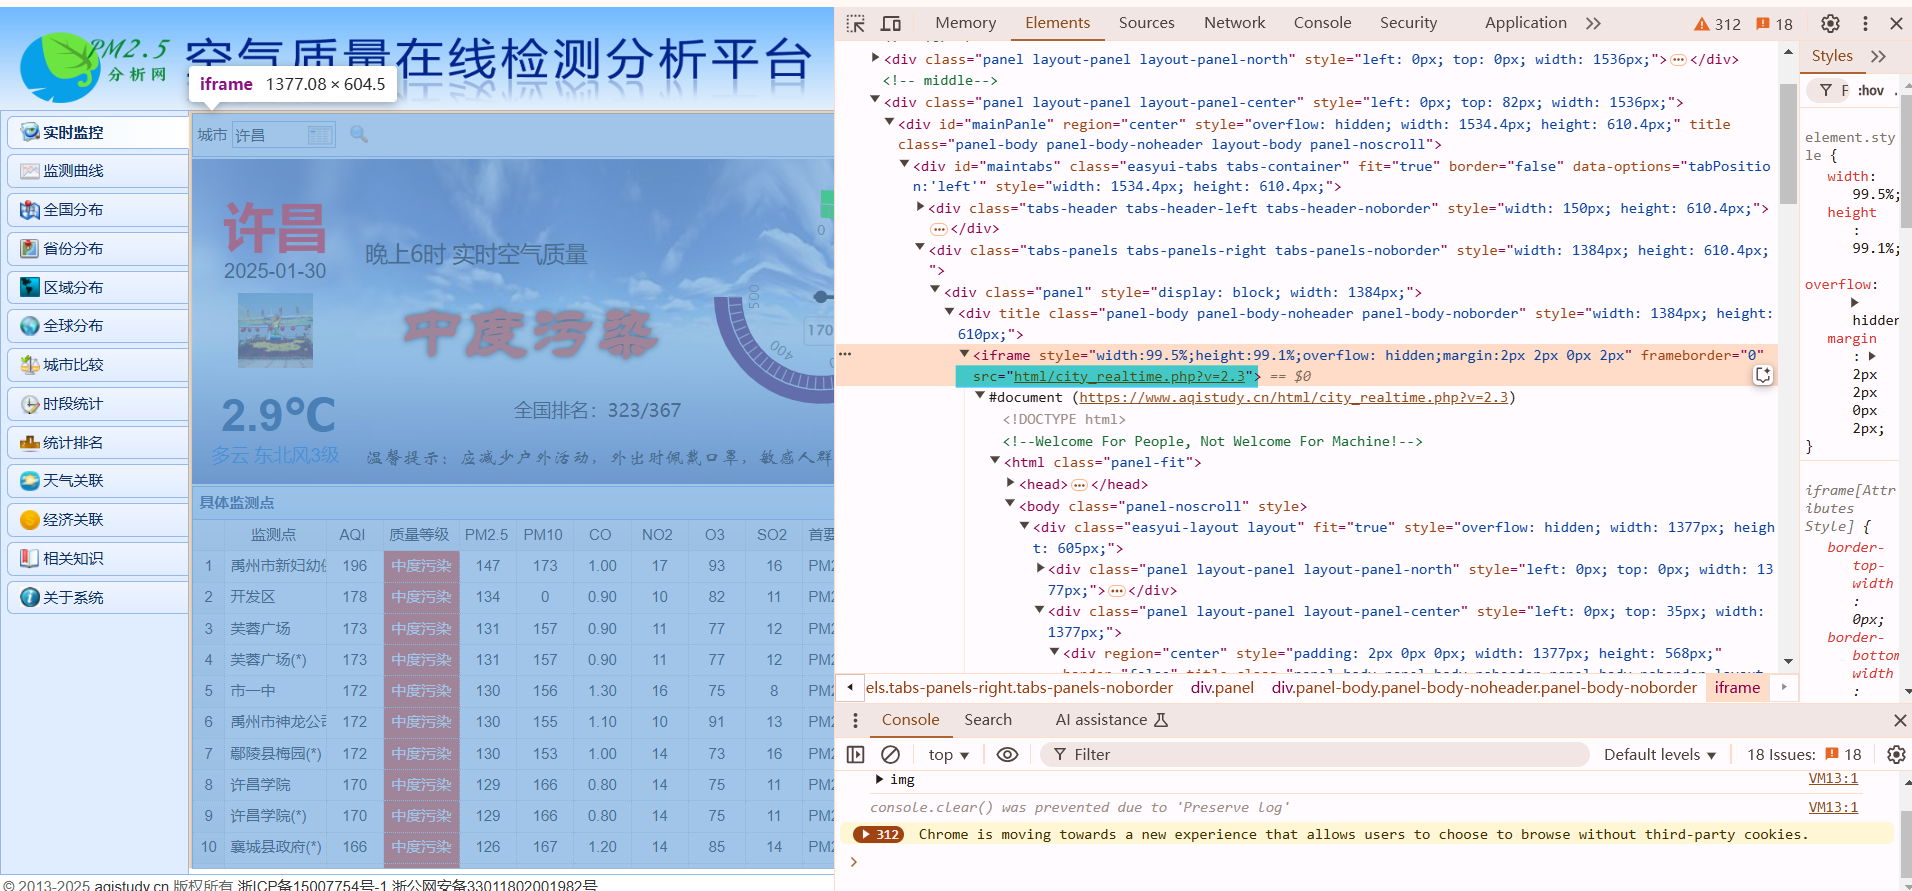 PM2.5
分析网
空气质量在线检测分析平台
iframe 1377.08 × 604.5
实时监控
监测曲线
全国分布
省份分布
区域分布
全球分布
城市比较
时段统计
统计排名
天气关联
经济关联
相关知识
关于系统
城市 许昌
许昌
2025-01-30
晚上6时 实时空气质量
中度污染
0
500
400
170
2.9℃
全国排名：323/367
多云 东北风3级
温馨提示：应减少户外活动，外出时佩戴口罩，敏感人群
具体监测点
监测点 AQI 质量等级 PM2.5 PM10 CO NO2 O3 SO2 首要
1 禹州市新妇幼 196 中度污染 147 173 1.00 17 93 16 PM2
2 开发区 178 中度污染 134 0 0.90 10 82 11 PM2
3 芙蓉广场 173 中度污染 131 157 0.90 11 77 12 PM2
4 芙蓉广场(*) 173 中度污染 131 157 0.90 11 77 12 PM2
5 市一中 172 中度污染 130 156 1.30 16 75 8 PM2
6 禹州市神龙公司 172 中度污染 130 155 1.10 10 91 13 PM2
7 鄢陵县梅园(*) 172 中度污染 130 153 1.00 14 73 16 PM2
8 许昌学院 170 中度污染 129 166 0.80 14 75 11 PM2
9 许昌学院(*) 170 中度污染 129 166 0.80 14 75 11 PM2
10 襄城县政府(*) 166 中度污染 126 167 1.20 14 85 14 PM2
© 2013-2025 aqistudy.cn 版权所有 浙ICP备15007754号-1 浙公网安备33011802001982号
Memory Elements Sources Network Console Security Application 312 18
<div class="panel layout-panel layout-panel-north" style="left: 0px; top: 0px; width: 1536px;">…</div>
<!-- middle-->
<div class="panel layout-panel layout-panel-center" style="left: 0px; top: 82px; width: 1536px;">
<div id="mainPanle" region="center" style="overflow: hidden; width: 1534.4px; height: 610.4px;" title
class="panel-body panel-body-noheader layout-body panel-noscroll">
<div id="maintabs" class="easyui-tabs tabs-container" fit="true" border="false" data-options="tabPositio
n:'left'" style="width: 1534.4px; height: 610.4px;">
<div class="tabs-header tabs-header-left tabs-header-noborder" style="width: 150px; height: 610.4px;">
…</div>
<div class="tabs-panels tabs-panels-right tabs-panels-noborder" style="width: 1384px; height: 610.4px;
">
<div class="panel" style="display: block; width: 1384px;">
<div title class="panel-body panel-body-noheader panel-body-noborder" style="width: 1384px; height:
610px;">
<iframe style="width:99.5%;height:99.1%;overflow: hidden;margin:2px 2px 0px 2px" frameborder="0"
src="html/city_realtime.php?v=2.3"> == $0
#document (https://www.aqistudy.cn/html/city_realtime.php?v=2.3)
<!DOCTYPE html>
<!--Welcome For People, Not Welcome For Machine!-->
<html class="panel-fit">
<head>…</head>
<body class="panel-noscroll" style>
<div class="easyui-layout layout" fit="true" style="overflow: hidden; width: 1377px; heigh
t: 605px;">
<div class="panel layout-panel layout-panel-north" style="left: 0px; top: 0px; width: 13
77px;">…</div>
<div class="panel layout-panel layout-panel-center" style="left: 0px; top: 35px; width:
1377px;">
<div region="center" style="padding: 2px 0px 0px; width: 1377px; height: 568px;"
border="false" title class="panel-body panel-body-noheader panel-body-noborder layout-
els.tabs-panels-right.tabs-panels-noborder div.panel div.panel-body.panel-body-noheader.panel-body-noborder iframe
Styles
F :hov .
element.sty
le {
width:
99.5%;
height
:
99.1%;
overflow:
hidden
margin
:
2px
2px
0px
2px;
}
iframe[Attr
ibutes
Style] {
border-
top-
width
:
0px;
border-
bottom
width
:
Console Search AI assistance
top Filter Default levels 18 Issues: 18
img VM13:1
console.clear() was prevented due to 'Preserve log' VM13:1
312 Chrome is moving towards a new experience that allows users to choose to browse without third-party cookies.